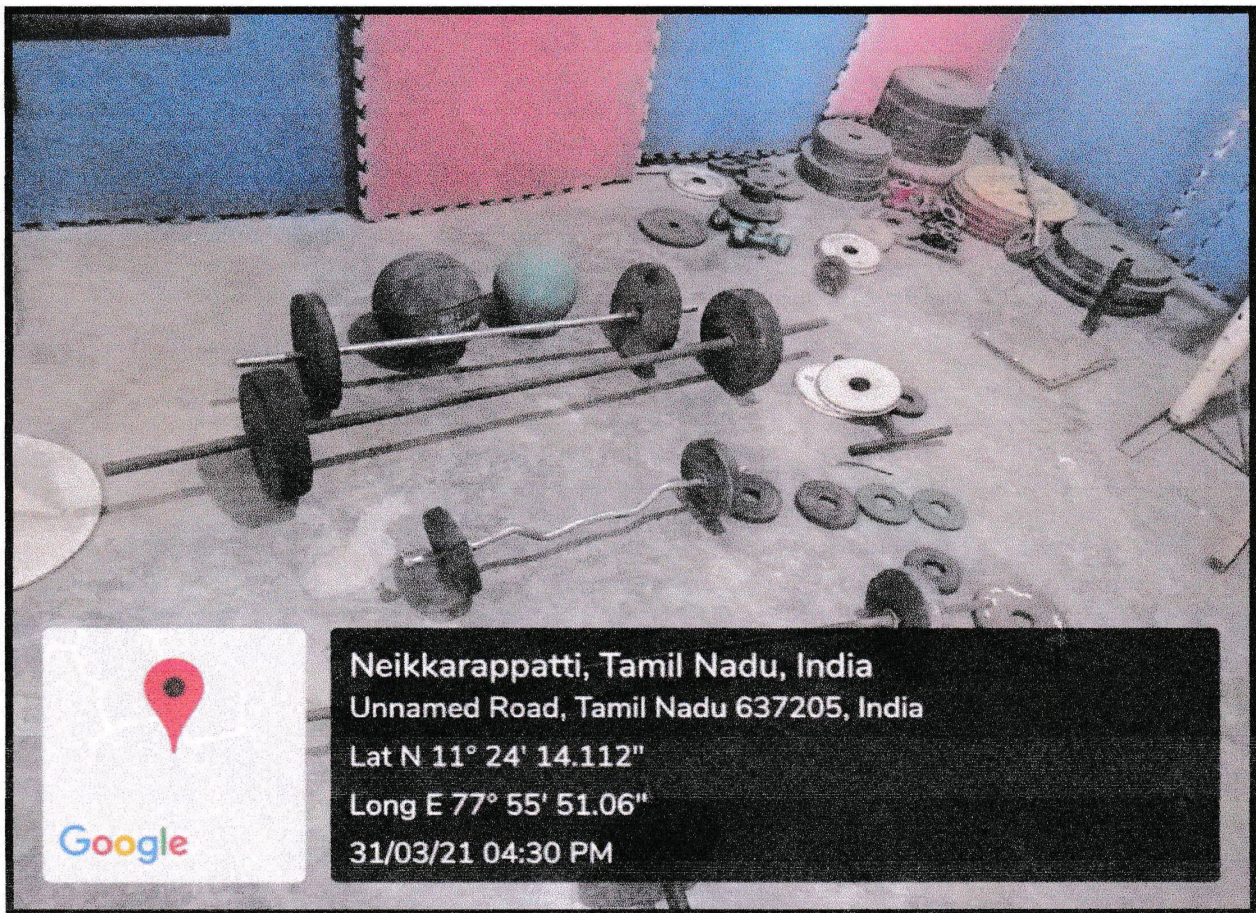 Neikkarappatti, Tamil Nadu, India
Unnamed Road, Tamil Nadu 637205, India
Lat N 11° 24' 14.112"
Long E 77° 55' 51.06"
31/03/21 04:30 PM
Google